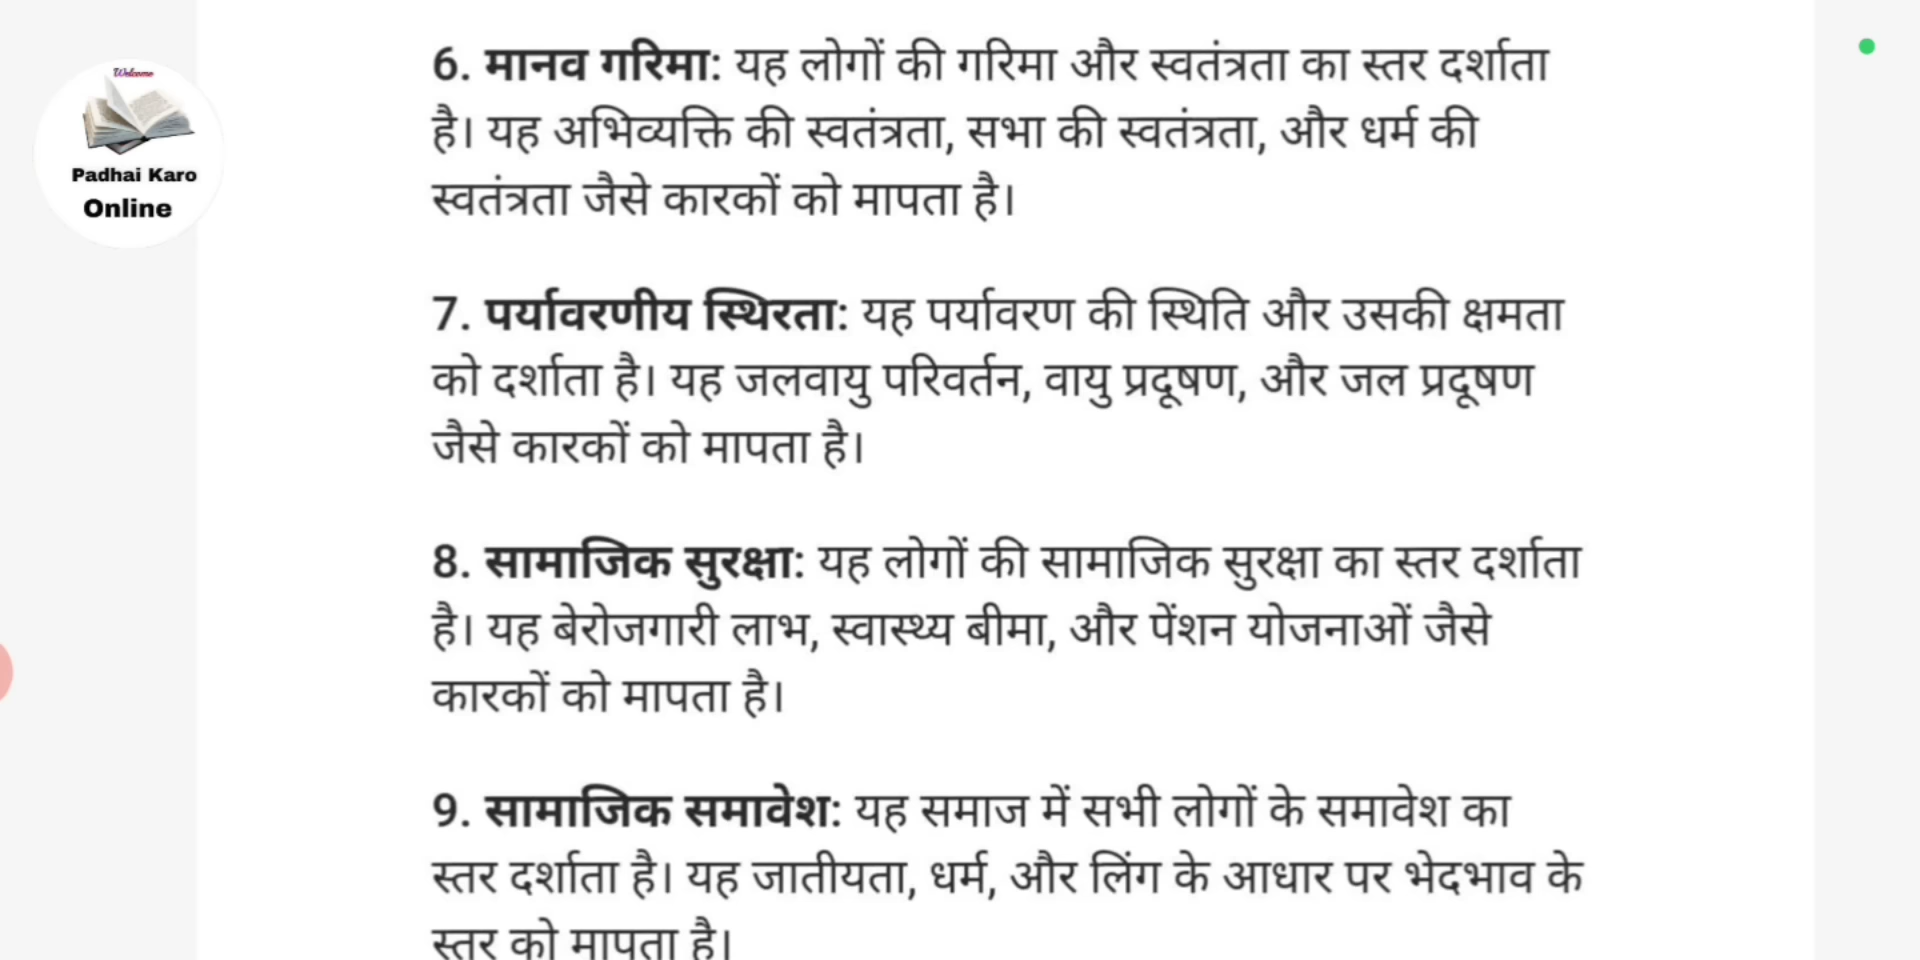 Welcome
Padhai Karo
Online
6. मानव गरिमा: यह लोगों की गरिमा और स्वतंत्रता का स्तर दर्शाता
है। यह अभिव्यक्ति की स्वतंत्रता, सभा की स्वतंत्रता, और धर्म की
स्वतंत्रता जैसे कारकों को मापता है।
7. पर्यावरणीय स्थिरता: यह पर्यावरण की स्थिति और उसकी क्षमता
को दर्शाता है। यह जलवायु परिवर्तन, वायु प्रदूषण, और जल प्रदूषण
जैसे कारकों को मापता है।
8. सामाजिक सुरक्षा: यह लोगों की सामाजिक सुरक्षा का स्तर दर्शाता
है। यह बेरोजगारी लाभ, स्वास्थ्य बीमा, और पेंशन योजनाओं जैसे
कारकों को मापता है।
9. सामाजिक समावेश: यह समाज में सभी लोगों के समावेश का
स्तर दर्शाता है। यह जातीयता, धर्म, और लिंग के आधार पर भेदभाव के
स्तर को मापता है।